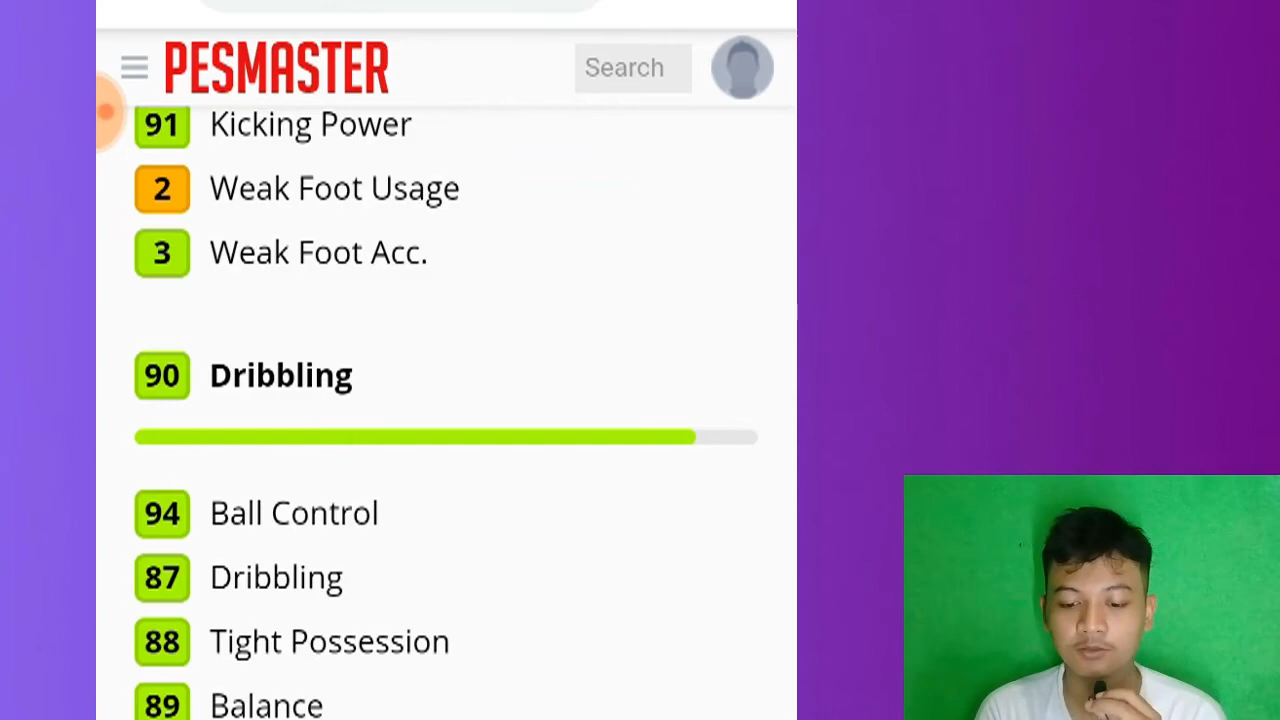 PESMASTER
Search
91 Kicking Power
2 Weak Foot Usage
3 Weak Foot Acc.
90 Dribbling
94 Ball Control
87 Dribbling
88 Tight Possession
89 Balance